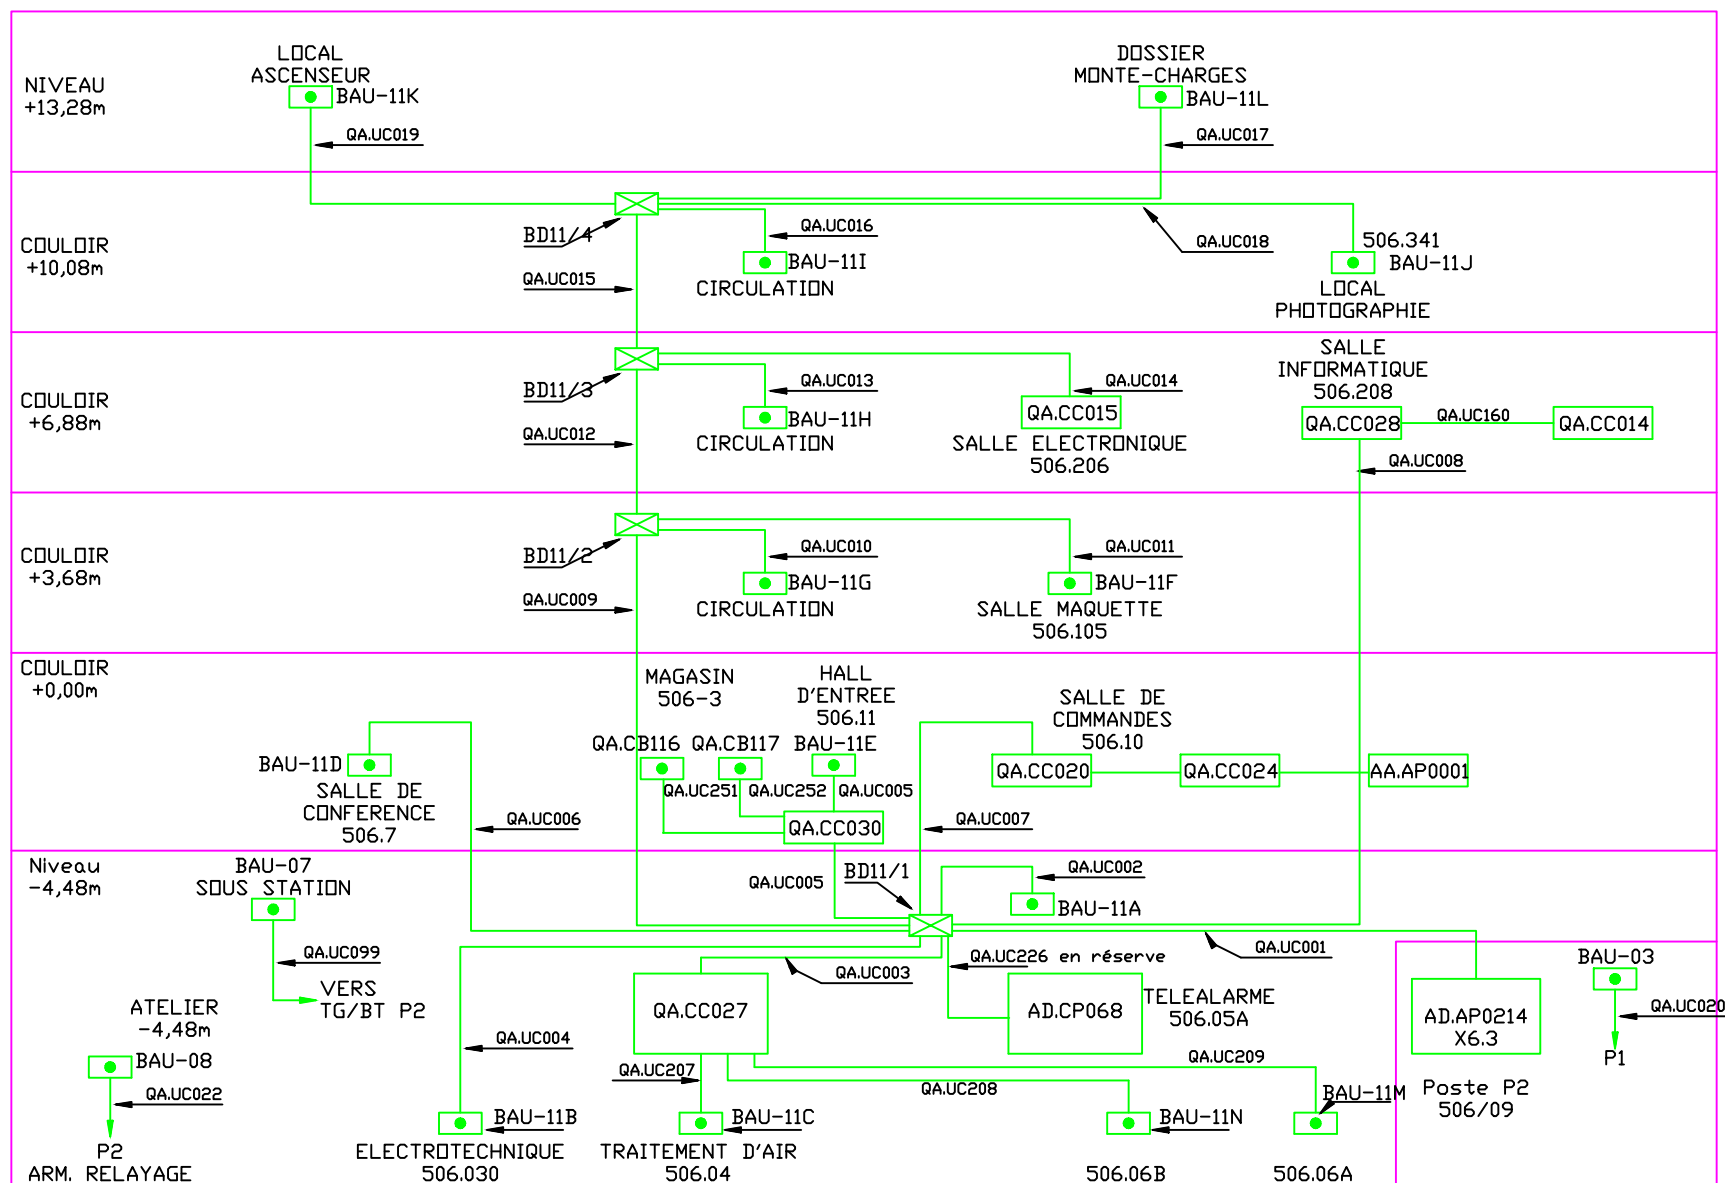 LOCAL
ASCENSEUR
BAU-11K
DOSSIER
MONTE-CHARGES
BAU-11L
NIVEAU
+13,28m
QA.UC019
QA.UC017
COULOIR
+10,08m
BD11/4
QA.UC015
QA.UC016
BAU-11I
CIRCULATION
QA.UC018
506.341
BAU-11J
LOCAL
PHOTOGRAPHIE
COULOIR
+6,88m
BD11/3
QA.UC012
QA.UC013
BAU-11H
CIRCULATION
QA.UC014
QA.CC015
SALLE ELECTRONIQUE
506.206
SALLE
INFORMATIQUE
506.208
QA.CC028
QA.UC160
QA.CC014
QA.UC008
COULOIR
+3,68m
BD11/2
QA.UC009
QA.UC010
BAU-11G
CIRCULATION
QA.UC011
BAU-11F
SALLE MAQUETTE
506.105
COULOIR
+0,00m
BAU-11D
SALLE DE
CONFERENCE
506.7
QA.UC006
MAGASIN
506-3
QA.CB116
QA.CB117
HALL
D'ENTREE
506.11
BAU-11E
QA.UC251
QA.UC252
QA.UC005
QA.CC030
SALLE DE
COMMANDES
506.10
QA.CC020
QA.CC024
AA.AP0001
QA.UC007
Niveau
-4,48m
BAU-07
SOUS STATION
QA.UC099
VERS
TG/BT P2
ATELIER
-4,48m
BAU-08
QA.UC022
P2
ARM. RELAYAGE
QA.UC005
BD11/1
QA.UC002
BAU-11A
QA.UC001
QA.UC226 en réserve
QA.UC003
QA.CC027
AD.CP068
TELEALARME
506.05A
QA.UC004
QA.UC207
QA.UC208
QA.UC209
BAU-11B
ELECTROTECHNIQUE
506.030
BAU-11C
TRAITEMENT D'AIR
506.04
BAU-11N
506.06B
BAU-11M
506.06A
AD.AP0214
X6.3
Poste P2
506/09
BAU-03
QA.UC020
P1